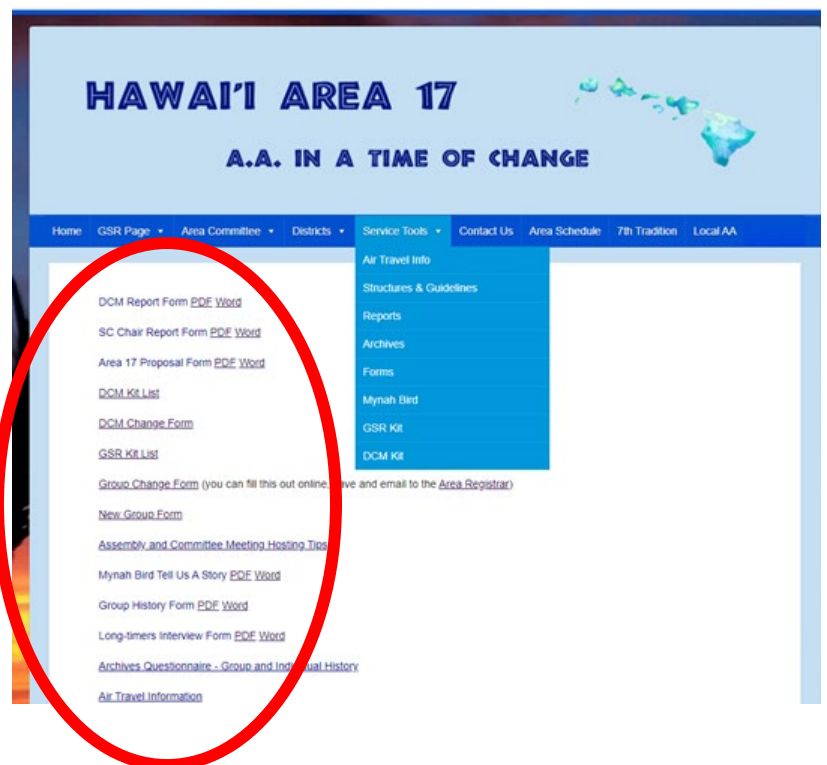 HAWAI'I AREA 17
A.A. IN A TIME OF CHANGE
Home GSR Page Area Committee Districts Service Tools Contact Us Area Schedule 7th Tradition Local AA
Air Travel Info
Structures & Guidelines
Reports
Archives
Forms
Mynah Bird
GSR Kit
DCM Kit
DCM Report Form PDF Word
SC Chair Report Form PDF Word
Area 17 Proposal Form PDF Word
DCM Kit List
DCM Change Form
GSR Kit List
Group Change Form (you can fill this out online, and email to the Area Registrar)
New Group Form
Assembly and Committee Meeting Hosting Tips
Mynah Bird Tell Us A Story PDF Word
Group History Form PDF Word
Long-timers Interview Form PDF Word
Archives Questionnaire - Group and Individual History
Air Travel Information